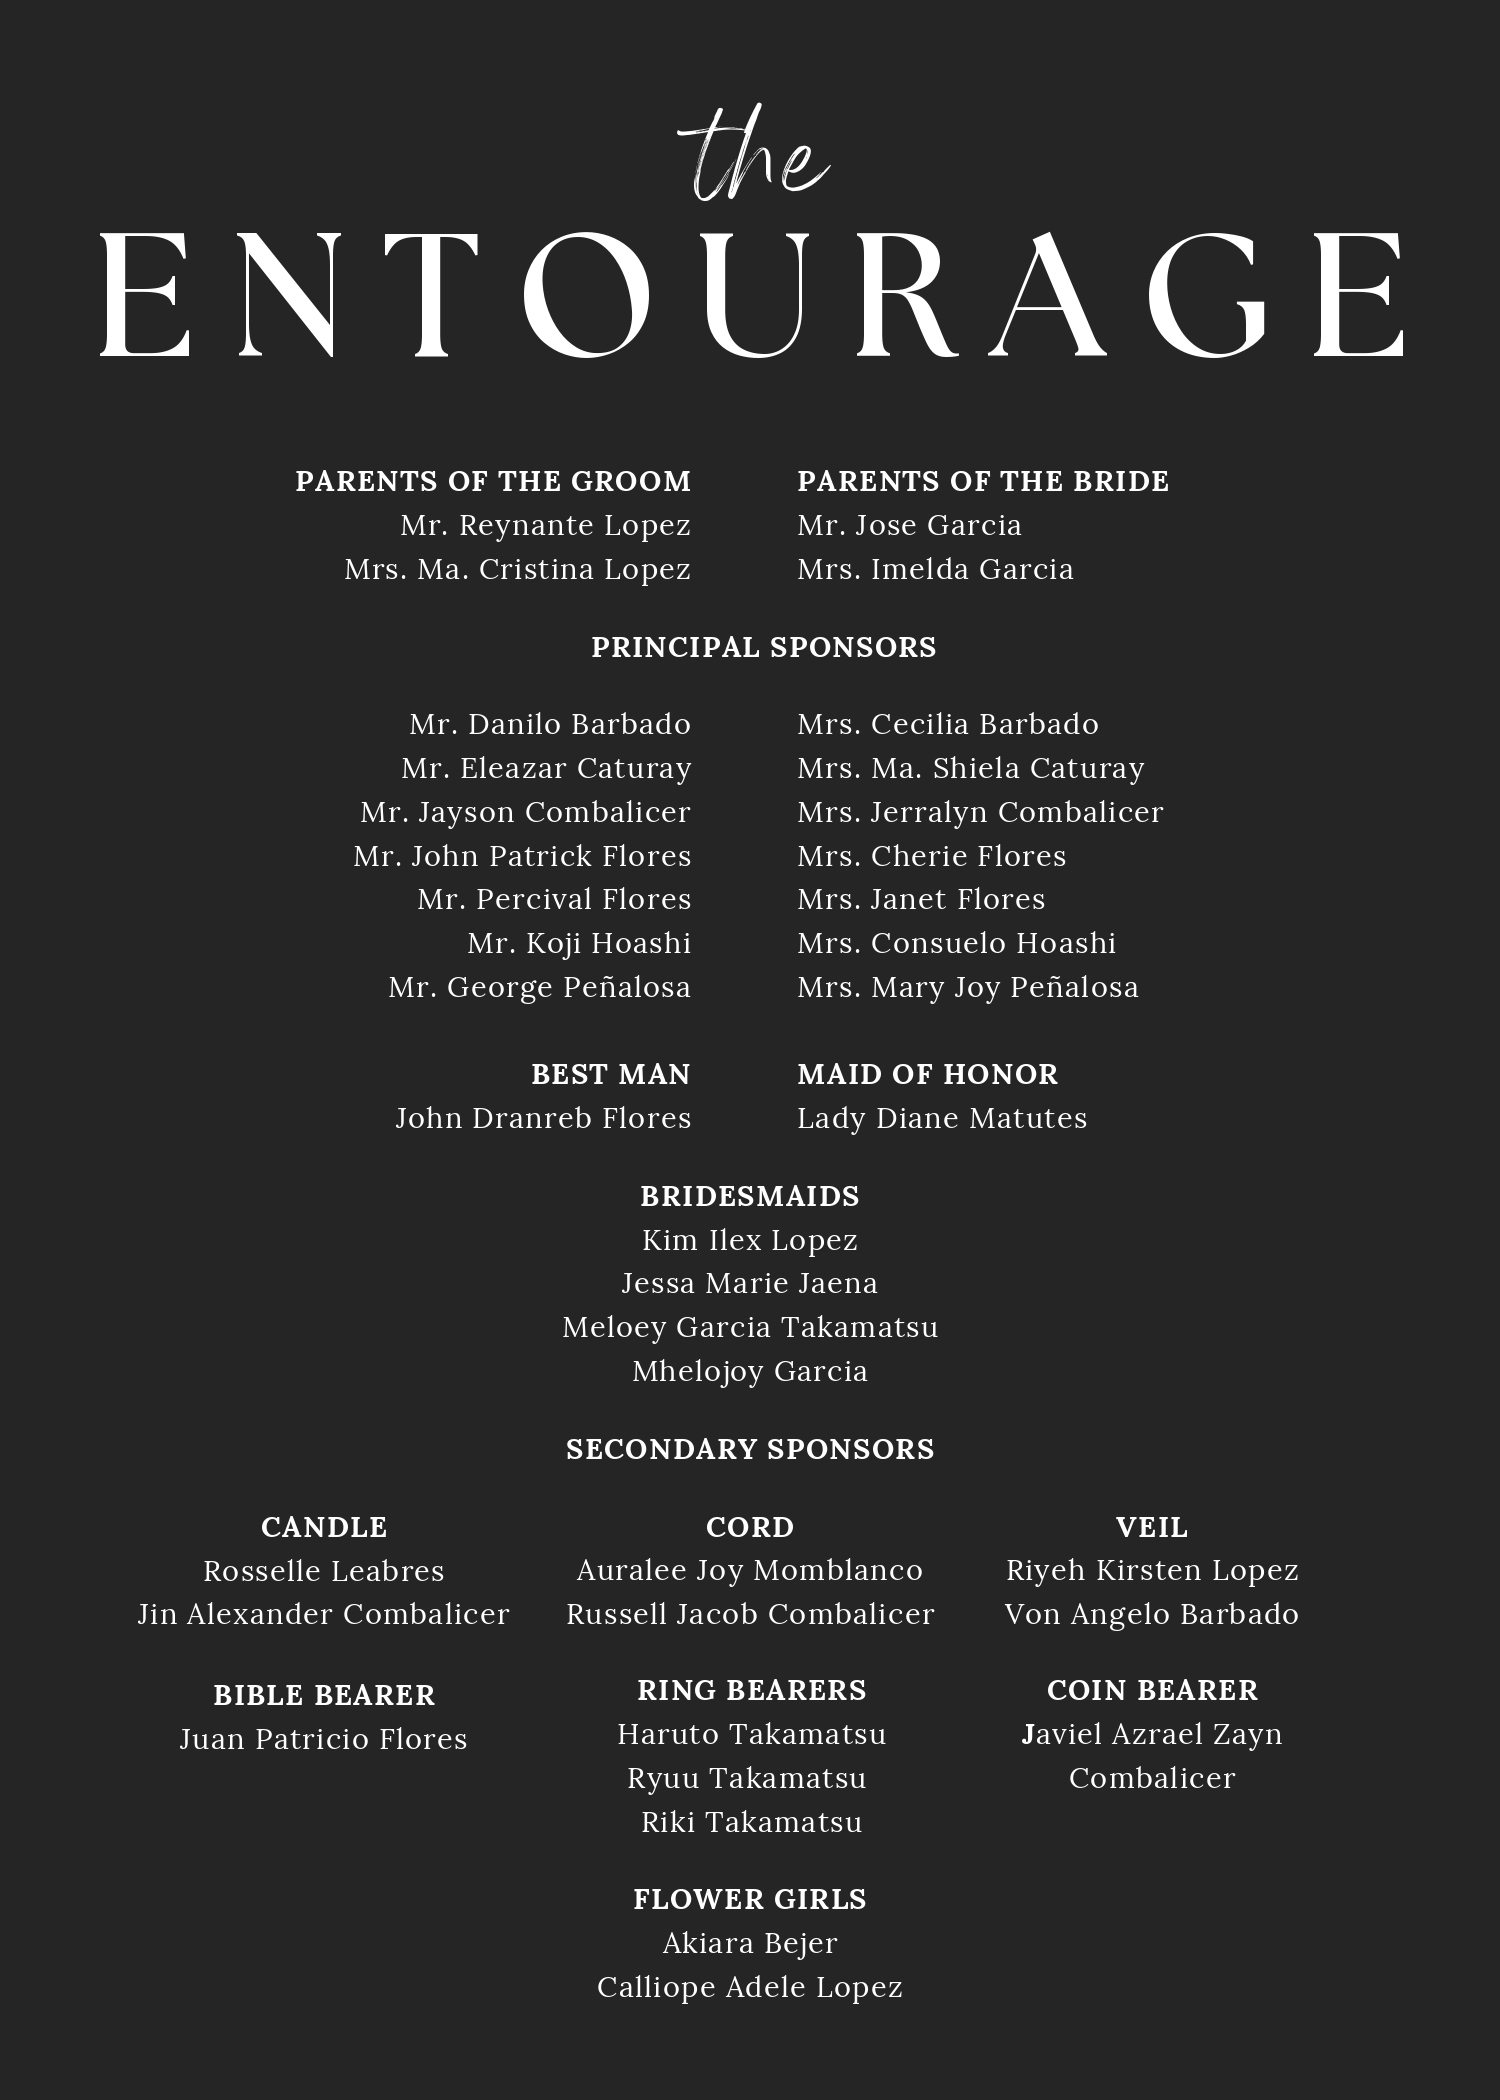 the
ENTOURAGE
PARENTS OF THE GROOM
Mr. Reynante Lopez
Mrs. Ma. Cristina Lopez
PARENTS OF THE BRIDE
Mr. Jose Garcia
Mrs. Imelda Garcia
PRINCIPAL SPONSORS
Mr. Danilo Barbado
Mr. Eleazar Caturay
Mr. Jayson Combalicer
Mr. John Patrick Flores
Mr. Percival Flores
Mr. Koji Hoashi
Mr. George Peñalosa
Mrs. Cecilia Barbado
Mrs. Ma. Shiela Caturay
Mrs. Jerralyn Combalicer
Mrs. Cherie Flores
Mrs. Janet Flores
Mrs. Consuelo Hoashi
Mrs. Mary Joy Peñalosa
BEST MAN
John Dranreb Flores
MAID OF HONOR
Lady Diane Matutes
BRIDESMAIDS
Kim Ilex Lopez
Jessa Marie Jaena
Meloey Garcia Takamatsu
Mhelojoy Garcia
SECONDARY SPONSORS
CANDLE
Rosselle Leabres
Jin Alexander Combalicer
CORD
Auralee Joy Momblanco
Russell Jacob Combalicer
VEIL
Riyeh Kirsten Lopez
Von Angelo Barbado
BIBLE BEARER
Juan Patricio Flores
RING BEARERS
Haruto Takamatsu
Ryuu Takamatsu
Riki Takamatsu
COIN BEARER
Javiel Azrael Zayn
Combalicer
FLOWER GIRLS
Akiara Bejer
Calliope Adele Lopez